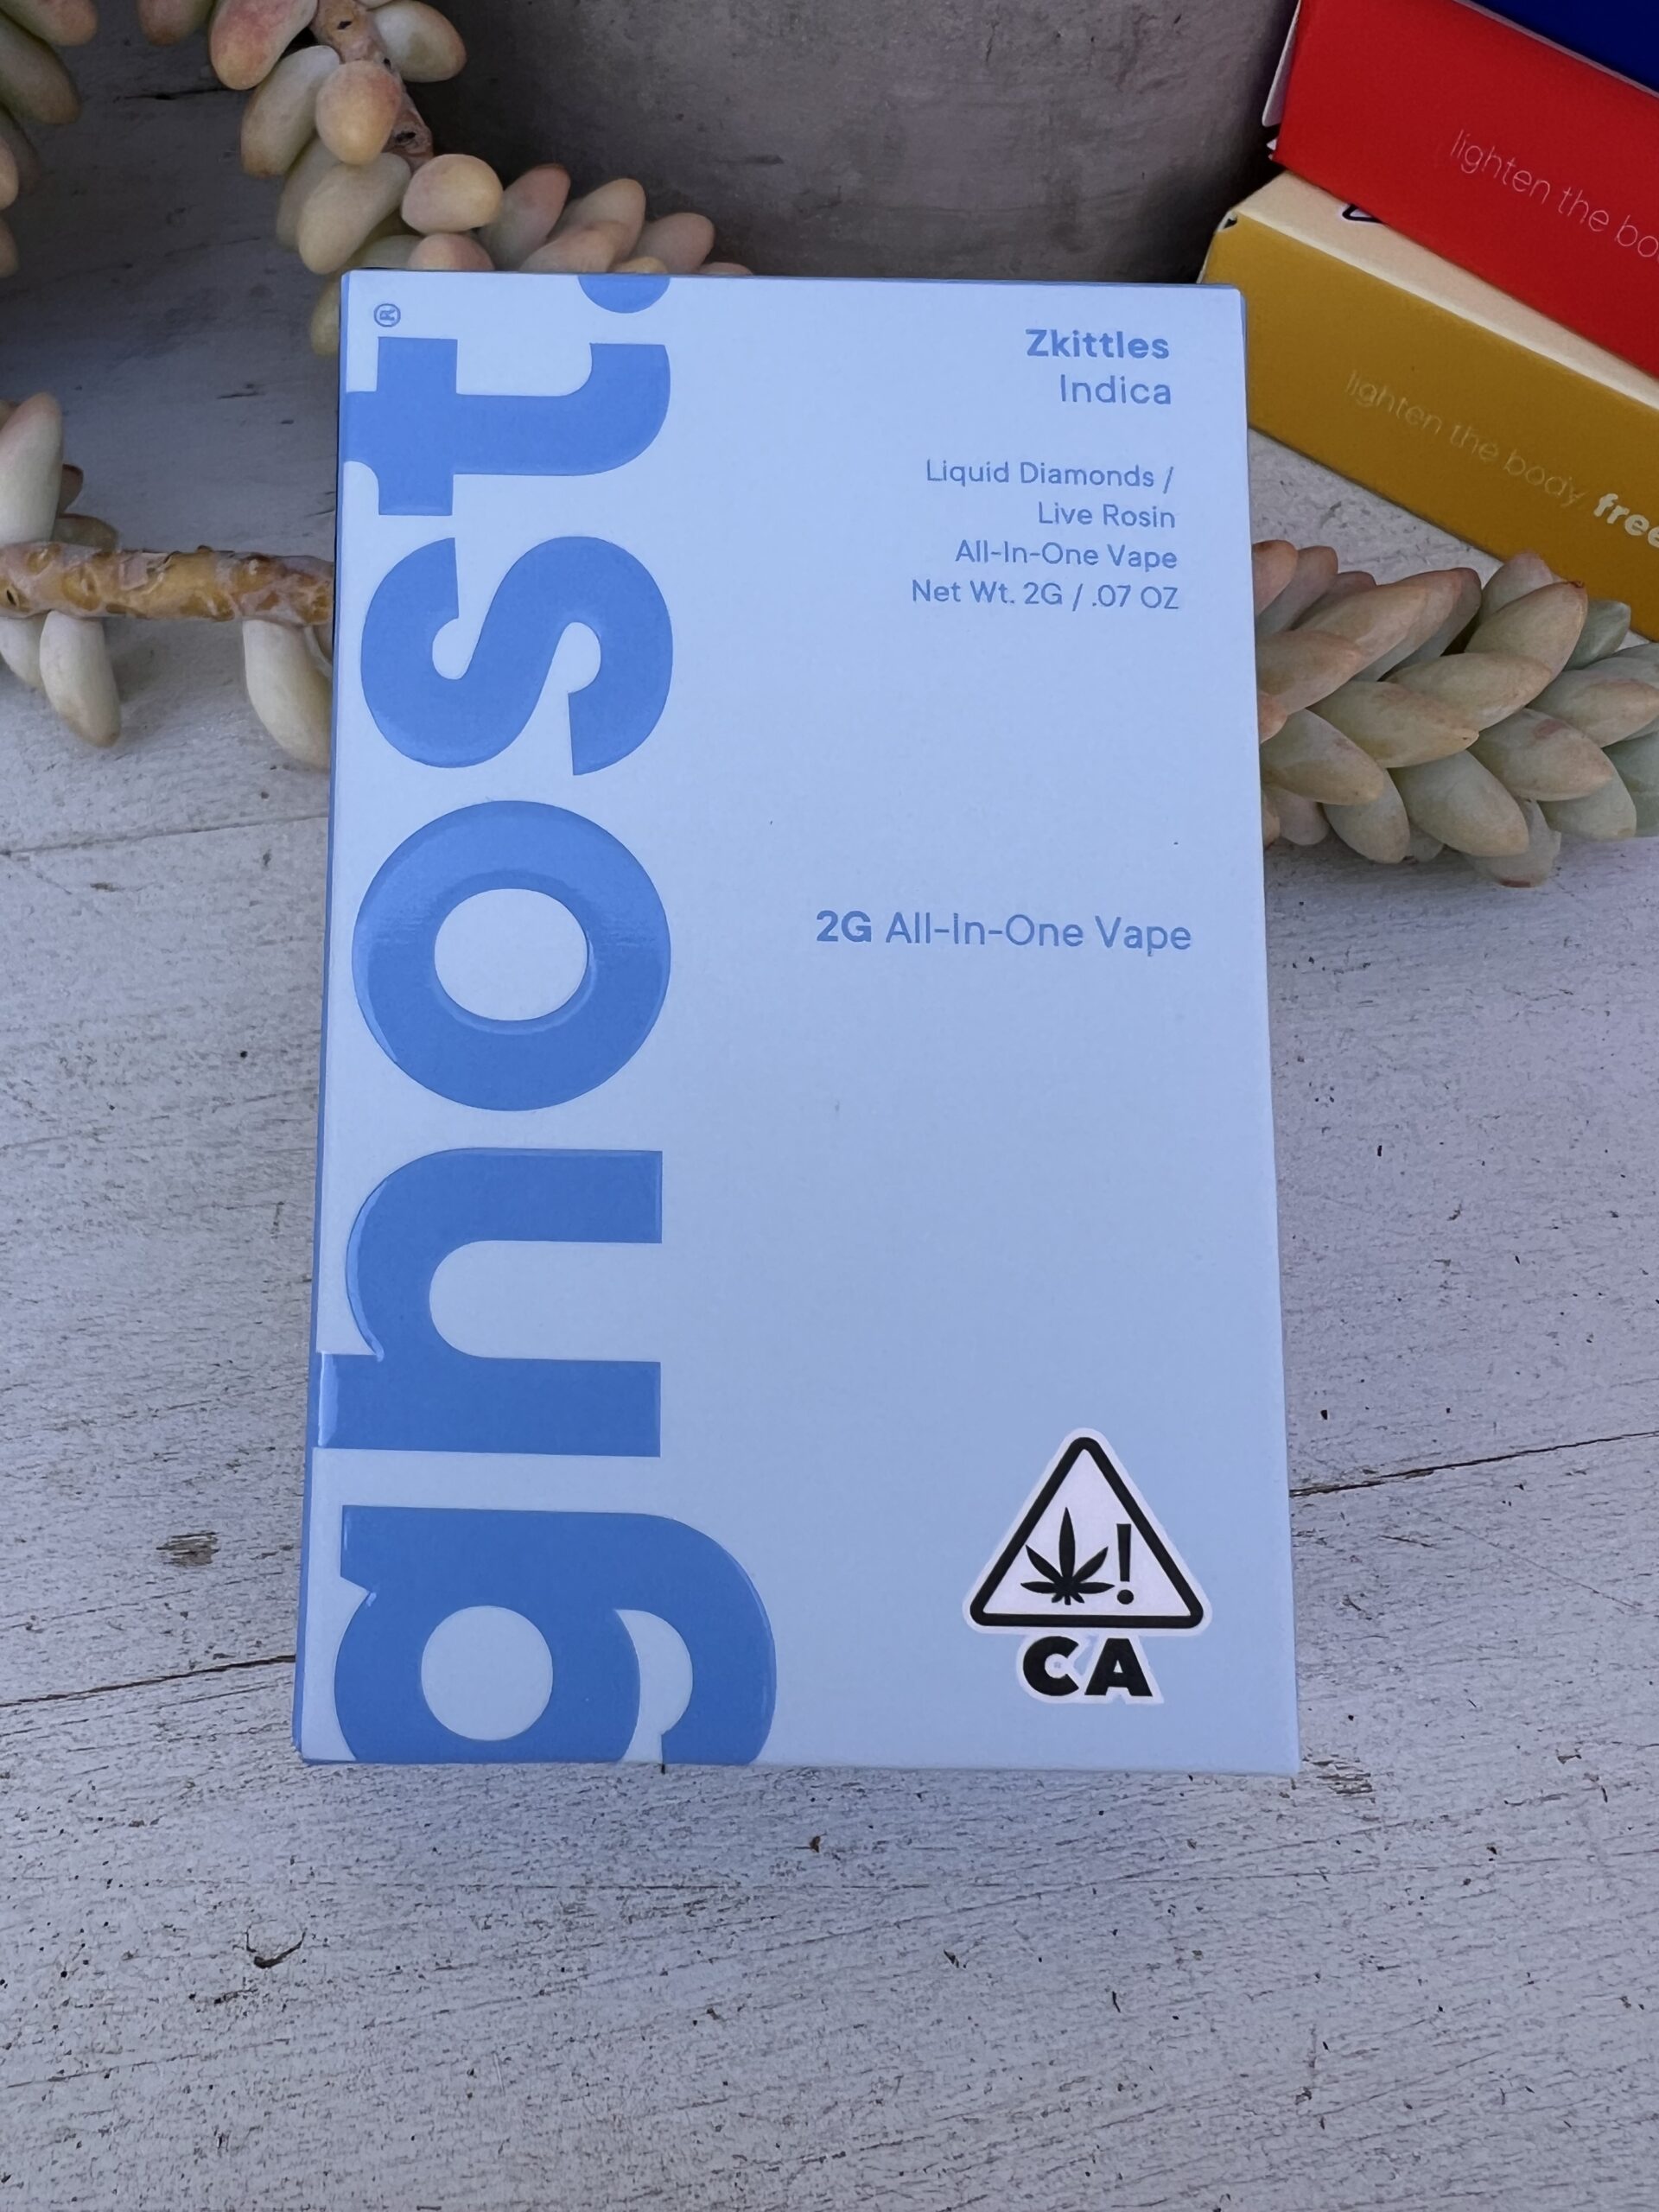 ghost.®
Zkittles
Indica
Liquid Diamonds /
Live Rosin
All-In-One Vape
Net Wt. 2G / .07 OZ
2G All-In-One Vape
!
CA
lighten the bo
lighten the body free